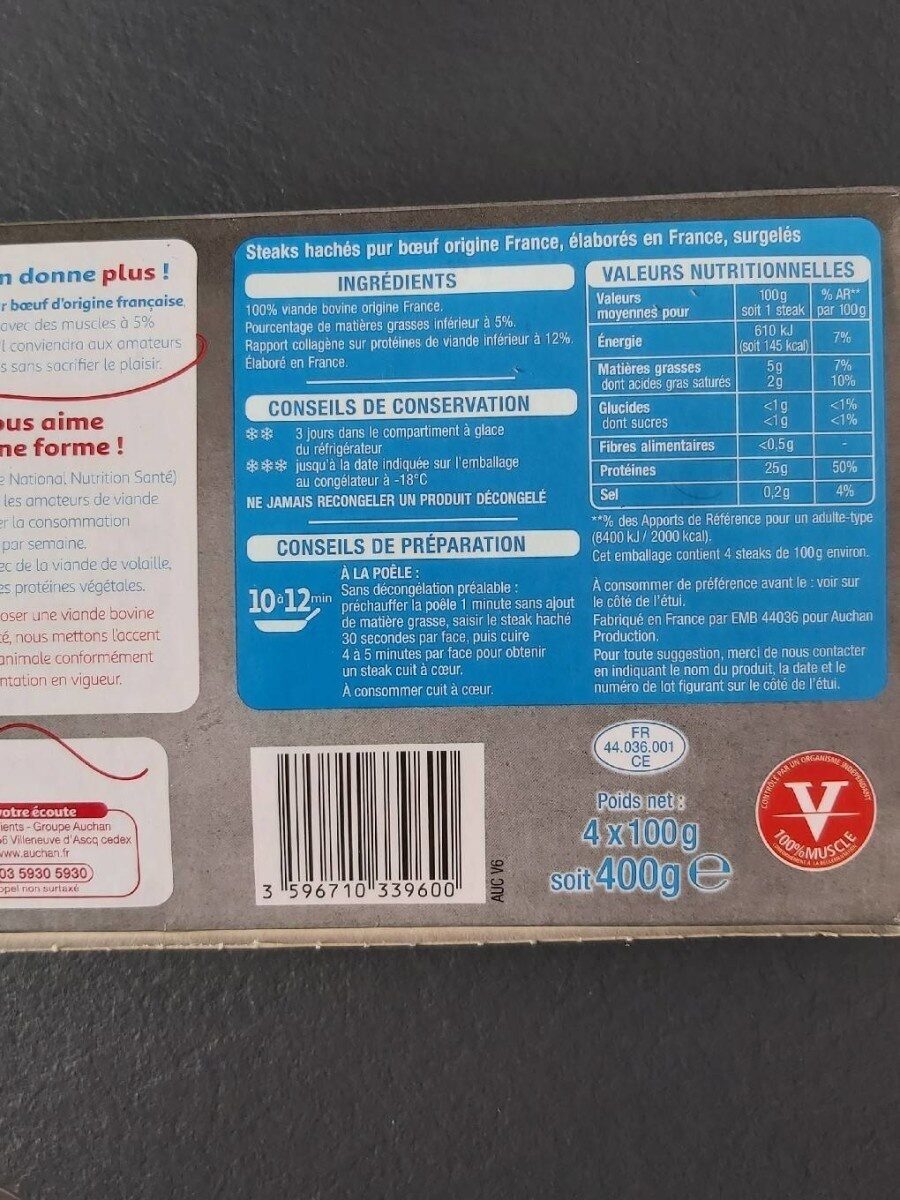 n donne plus !
r bœuf d'origine française,
avec des muscles à 5%
l conviendra aux amateurs
s sans sacrifier le plaisir.
ous aime
ne forme !
e National Nutrition Santé)
les amateurs de viande
er la consommation
par semaine.
ec de la viande de volaille,
es protéines végétales.
oser une viande bovine
té, nous mettons l'accent
animale conformément
ntation en vigueur.
votre écoute
ients - Groupe Auchan
6 Villeneuve d'Ascq cedex
www.auchan.fr
03 5930 5930
ppel non surtaxé
Steaks hachés pur bœuf origine France, élaborés en France, surgelés
INGRÉDIENTS
100% viande bovine origine France.
Pourcentage de matières grasses inférieur à 5%.
Rapport collagène sur protéines de viande inférieur à 12%.
Élaboré en France.
CONSEILS DE CONSERVATION
3 jours dans le compartiment à glace
du réfrigérateur
jusqu'à la date indiquée sur l'emballage
au congélateur à -18°C
NE JAMAIS RECONGELER UN PRODUIT DÉCONGELÉ
CONSEILS DE PRÉPARATION
10 à 12 min
À LA POÊLE :
Sans décongélation préalable :
préchauffer la poêle 1 minute sans ajout
de matière grasse, saisir le steak haché
30 secondes par face, puis cuire
4 à 5 minutes par face pour obtenir
un steak cuit à cœur.
À consommer cuit à cœur.
VALEURS NUTRITIONNELLES
Valeurs moyennes pour 100g soit 1 steak % AR** par 100g
Énergie 610 kJ (soit 145 kcal) 7%
Matières grasses 5g 7%
dont acides gras saturés 2g 10%
Glucides <1g <1%
dont sucres <1g <1%
Fibres alimentaires <0,5g -
Protéines 25g 50%
Sel 0,2g 4%
**% des Apports de Référence pour un adulte-type
(8400 kJ / 2000 kcal).
Cet emballage contient 4 steaks de 100g environ.
À consommer de préférence avant le : voir sur
le côté de l'étui.
Fabriqué en France par EMB 44036 pour Auchan
Production.
Pour toute suggestion, merci de nous contacter
en indiquant le nom du produit, la date et le
numéro de lot figurant sur le côté de l'étui.
3 596710 339600
AUC V6
FR
44.036.001
CE
Poids net :
4 x 100g
soit 400g e
CONTRÔLÉ PAR UN ORGANISME INDÉPENDANT
V
100% MUSCLE